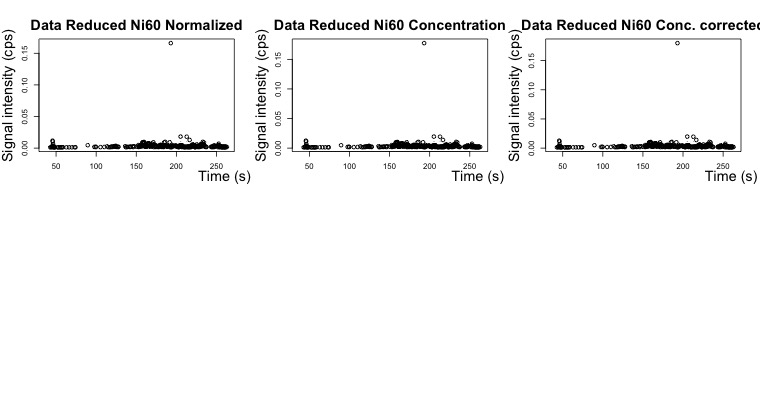 Data Reduced Ni60 Normalized
Signal intensity (cps)
0.00 0.05 0.10 0.15
50 100 150 200 250
Time (s)
Data Reduced Ni60 Concentration
Signal intensity (cps)
0.00 0.05 0.10 0.15
50 100 150 200 250
Time (s)
Data Reduced Ni60 Conc. corrected
Signal intensity (cps)
0.00 0.05 0.10 0.15
50 100 150 200 250
Time (s)